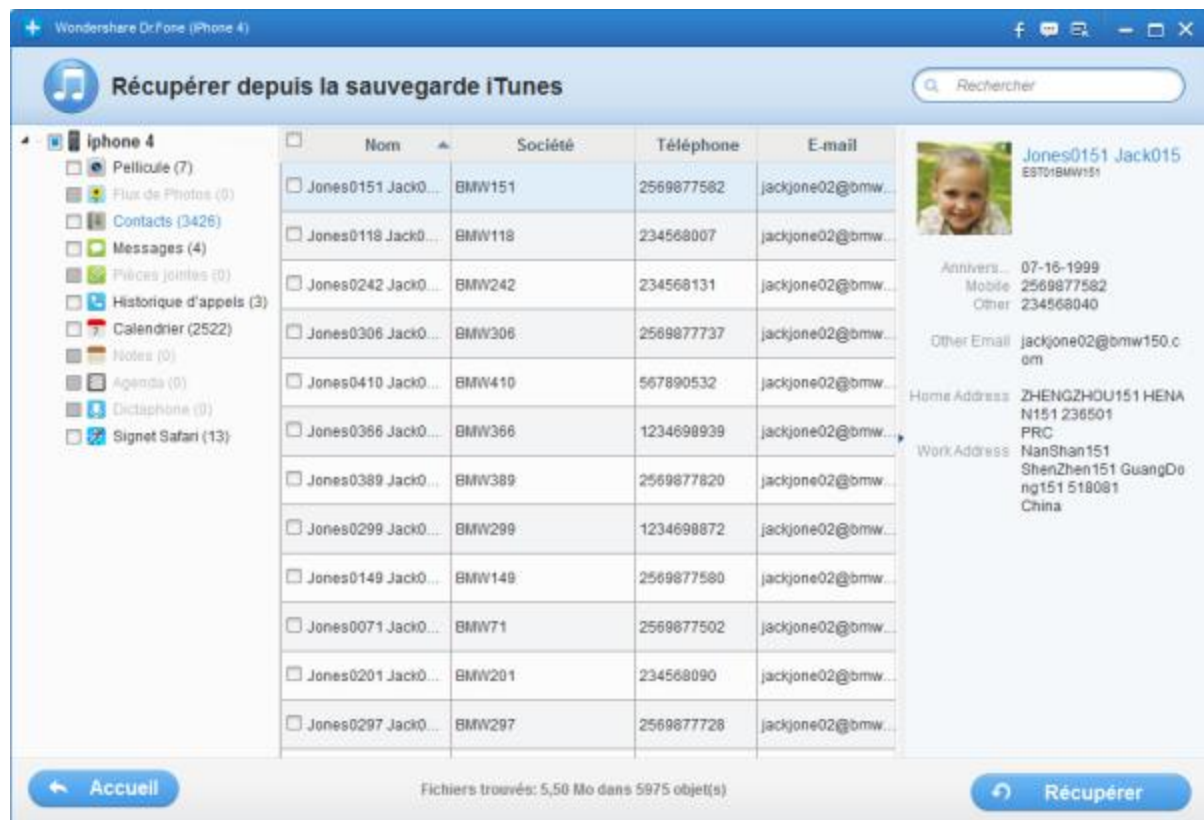 Wondershare Dr.Fone (iPhone 4)
Récupérer depuis la sauvegarde iTunes
Rechercher
iphone 4
Pellicule (7)
Flux de Photos (0)
Contacts (3426)
Messages (4)
Pièces jointes (0)
Historique d'appels (3)
Calendrier (2522)
Notes (0)
Agenda (0)
Dictaphone (0)
Signet Safari (13)
Nom Société Téléphone E-mail
Jones0151 Jack0... BMW151 2569877582 jackjone02@bmw...
Jones0118 Jack0... BMW118 234568007 jackjone02@bmw...
Jones0242 Jack0... BMW242 234568131 jackjone02@bmw...
Jones0306 Jack0... BMW306 2569877737 jackjone02@bmw...
Jones0410 Jack0... BMW410 567890532 jackjone02@bmw...
Jones0366 Jack0... BMW366 1234698939 jackjone02@bmw...
Jones0389 Jack0... BMW389 2569877820 jackjone02@bmw...
Jones0299 Jack0... BMW299 1234698872 jackjone02@bmw...
Jones0149 Jack0... BMW149 2569877580 jackjone02@bmw...
Jones0071 Jack0... BMW71 2569877502 jackjone02@bmw...
Jones0201 Jack0... BMW201 234568090 jackjone02@bmw...
Jones0297 Jack0... BMW297 2569877728 jackjone02@bmw...
Jones0151 Jack015
EST01BMW151
Annivers... 07-16-1999
Mobile 2569877582
Other 234568040
Other Email jackjone02@bmw150.c
om
Home Address ZHENGZHOU151 HENA
N151 236501
PRC
Work Address NanShan151
ShenZhen151 GuangDo
ng151 518081
China
Accueil
Fichiers trouvés: 5,50 Mo dans 5975 objet(s)
Récupérer